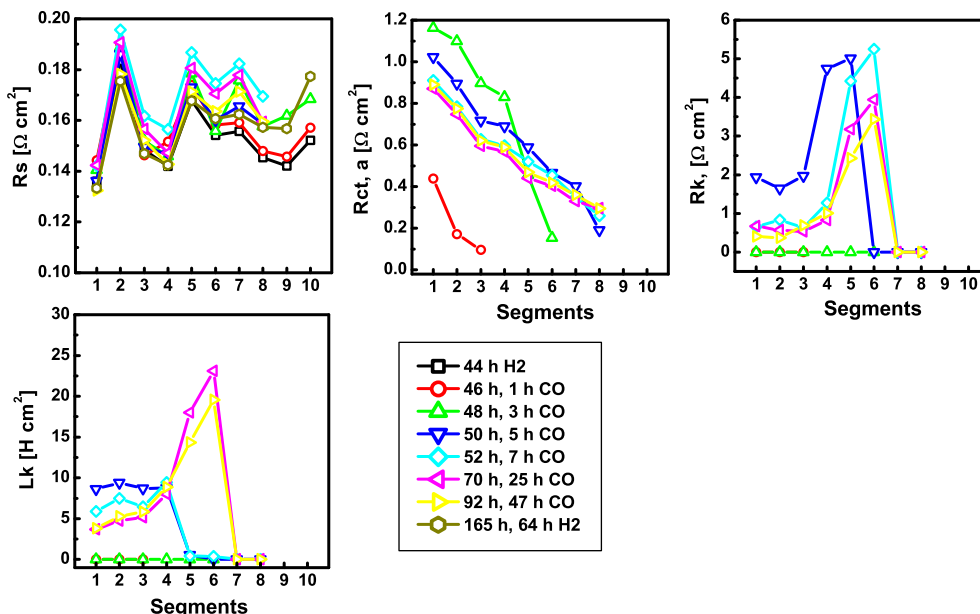 0.20
0.18
0.16
0.14
0.12
0.10
Rs [Ω cm²]
1 2 3 4 5 6 7 8 9 10
1.2
1.0
0.8
0.6
0.4
0.2
0.0
Rct, a [Ω cm²]
1 2 3 4 5 6 7 8 9 10
Segments
6
5
4
3
2
1
0
Rk, [Ω cm²]
1 2 3 4 5 6 7 8 9 10
Segments
30
25
20
15
10
5
0
Lk [H cm²]
1 2 3 4 5 6 7 8 9 10
Segments
44 h H2
46 h, 1 h CO
48 h, 3 h CO
50 h, 5 h CO
52 h, 7 h CO
70 h, 25 h CO
92 h, 47 h CO
165 h, 64 h H2